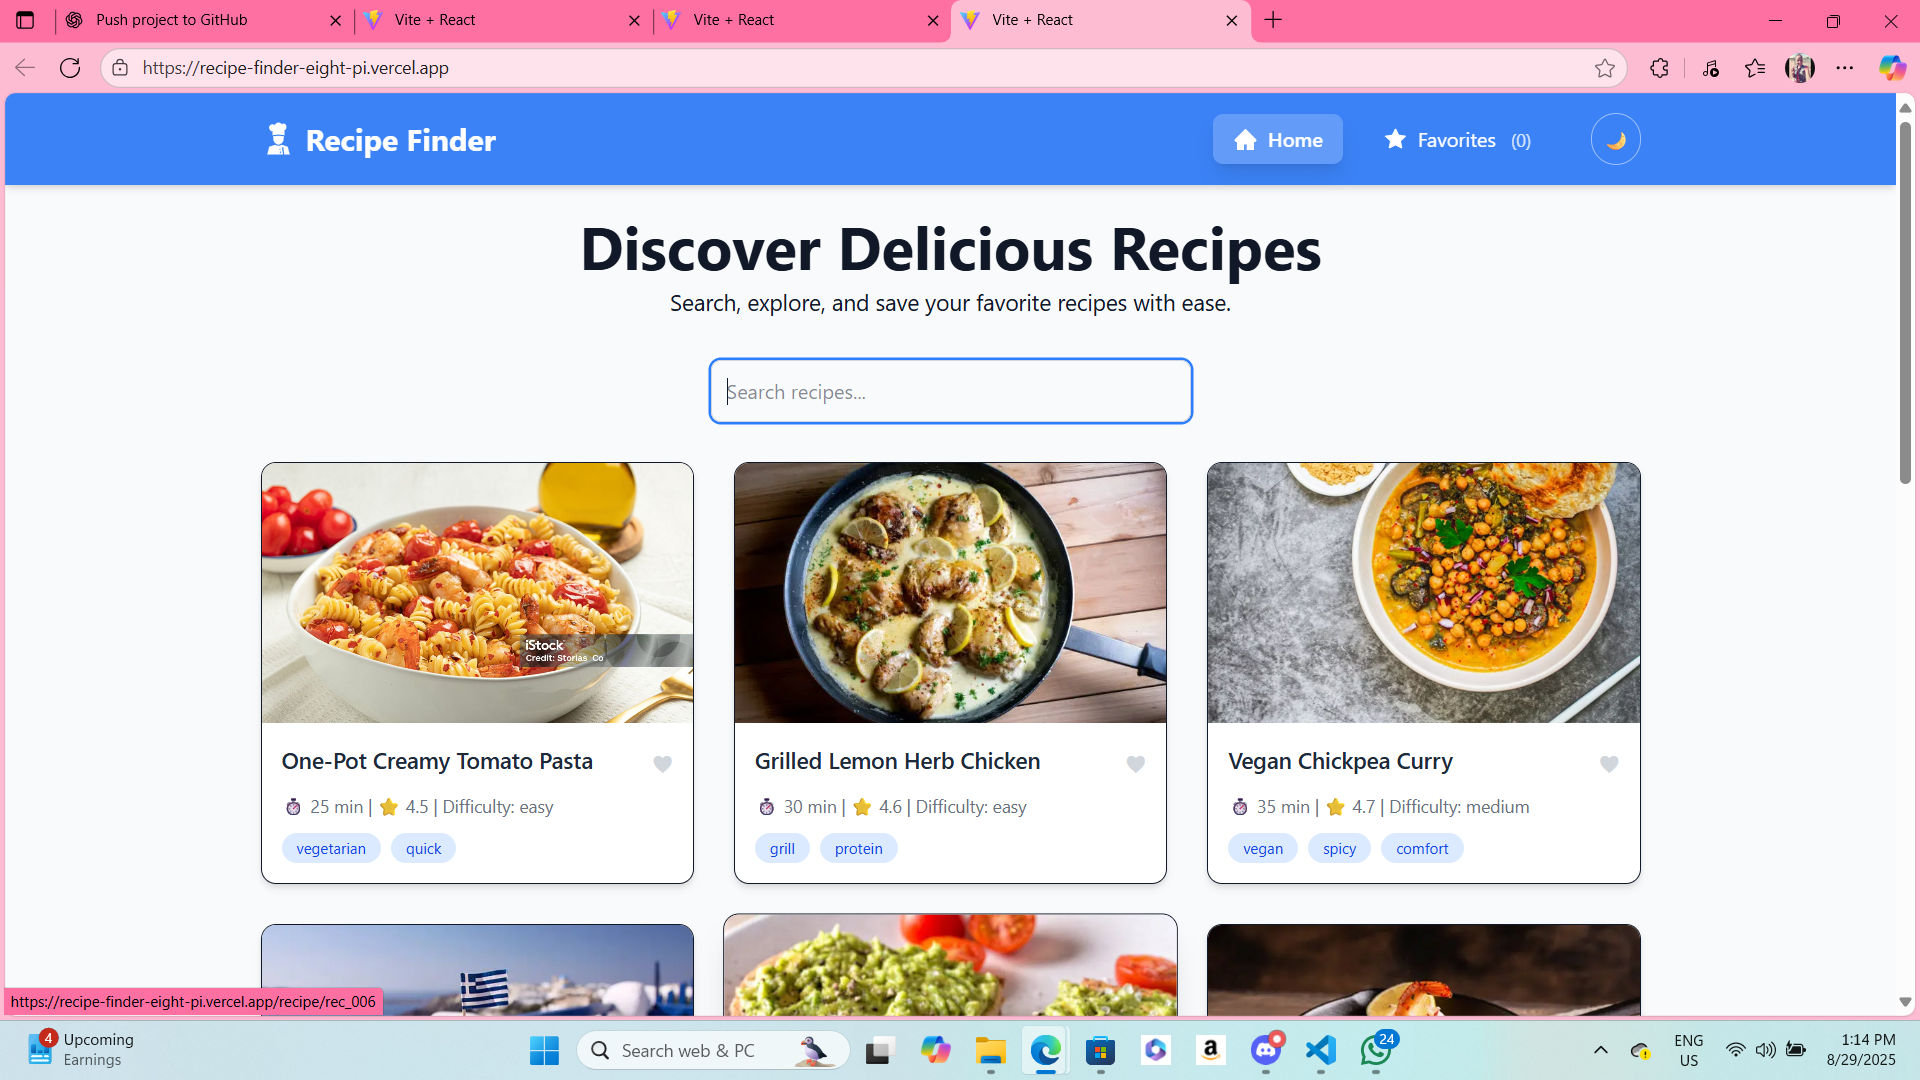 Push project to GitHub
Vite + React
Vite + React
Vite + React
https://recipe-finder-eight-pi.vercel.app
Recipe Finder
Home
Favorites (0)
Discover Delicious Recipes
Search, explore, and save your favorite recipes with ease.
Search recipes...
iStock
Credit: Storias_Co
One-Pot Creamy Tomato Pasta
25 min | 4.5 | Difficulty: easy
vegetarian quick
Grilled Lemon Herb Chicken
30 min | 4.6 | Difficulty: easy
grill protein
Vegan Chickpea Curry
35 min | 4.7 | Difficulty: medium
vegan spicy comfort
https://recipe-finder-eight-pi.vercel.app/recipe/rec_006
4
Upcoming
Earnings
Search web & PC
24
ENG
US
1:14 PM
8/29/2025